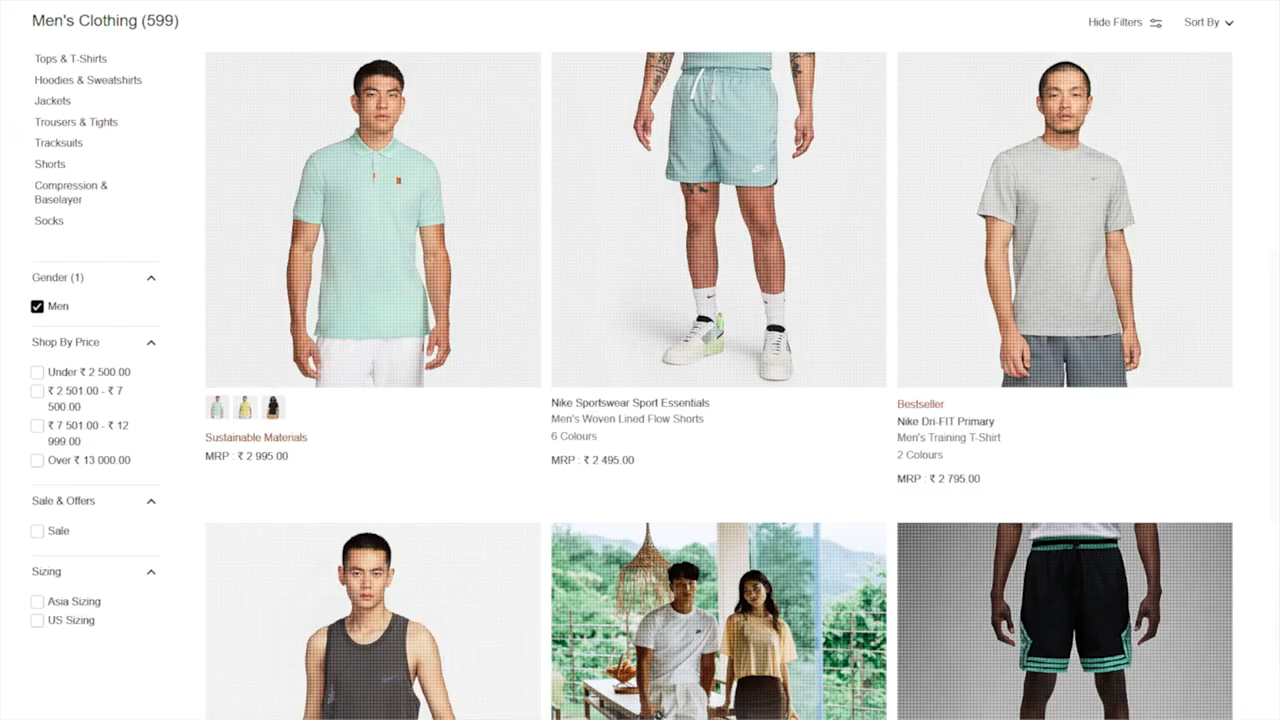 Men's Clothing (599)
Hide Filters
Sort By
Tops & T-Shirts
Hoodies & Sweatshirts
Jackets
Trousers & Tights
Tracksuits
Shorts
Compression &
Baselayer
Socks
Gender (1)
Men
Shop By Price
Under ₹ 2 500.00
₹ 2 501.00 - ₹ 7
500.00
₹ 7 501.00 - ₹ 12
999.00
Over ₹ 13 000.00
Sale & Offers
Sale
Sizing
Asia Sizing
US Sizing
Sustainable Materials
MRP : ₹ 2 995.00
Nike Sportswear Sport Essentials
Men's Woven Lined Flow Shorts
6 Colours
MRP : ₹ 2 495.00
Bestseller
Nike Dri-FIT Primary
Men's Training T-Shirt
2 Colours
MRP : ₹ 2 795.00